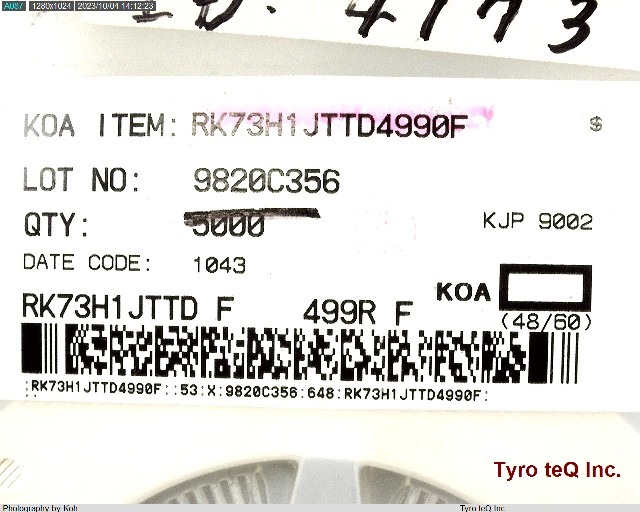 A087 1280x1024 2023/10/04 14:12:23
4173
KOA ITEM: RK73H1JTTD4990F $
LOT NO: 9820C356
QTY: 5000 KJP 9002
DATE CODE: 1043
KOA
RK73H1JTTD F 499R F (48/60)
:RK73H1JTTD4990F::53:X:9820C356:648:RK73H1JTTD4990F:
Tyro teQ Inc.
Photography by Koh Tyro teQ Inc